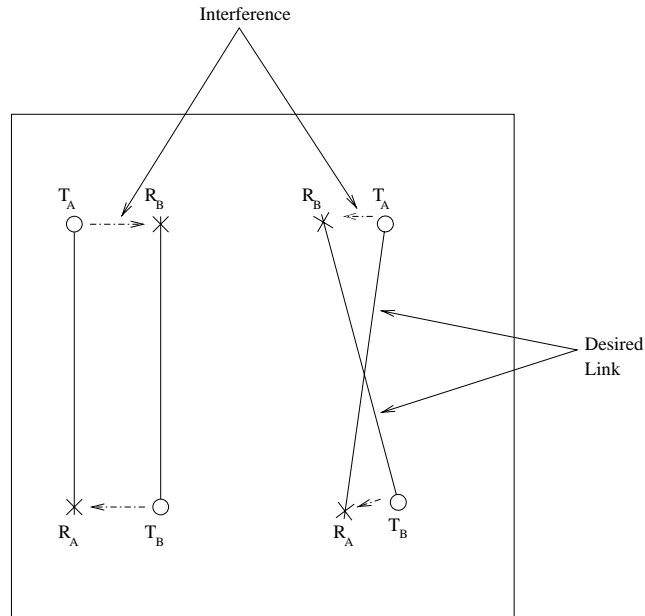 Interference
T_A R_B R_B T_A
Desired
Link
R_A T_B R_A T_B